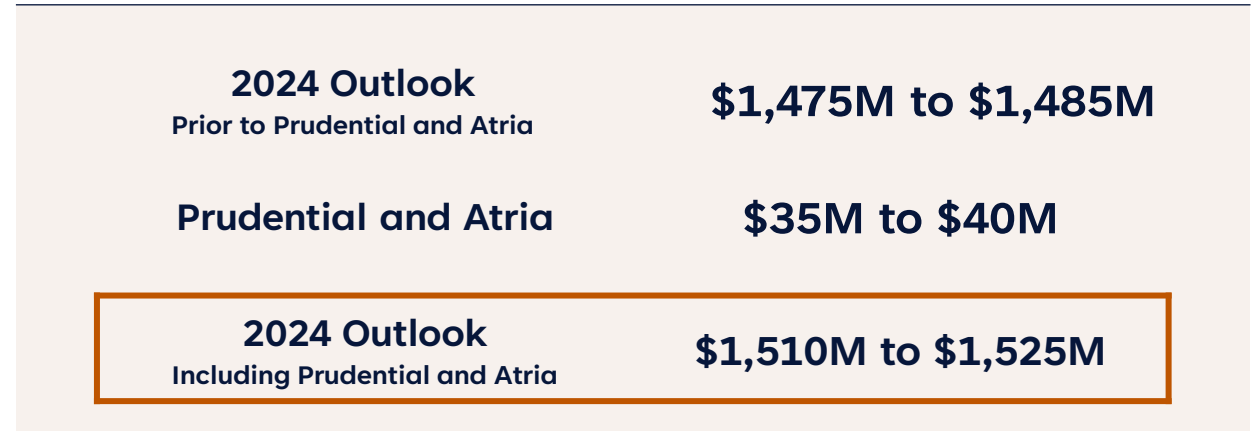 2024 Outlook
Prior to Prudential and Atria
$1,475M to $1,485M
Prudential and Atria
$35M to $40M
2024 Outlook
Including Prudential and Atria
$1,510M to $1,525M